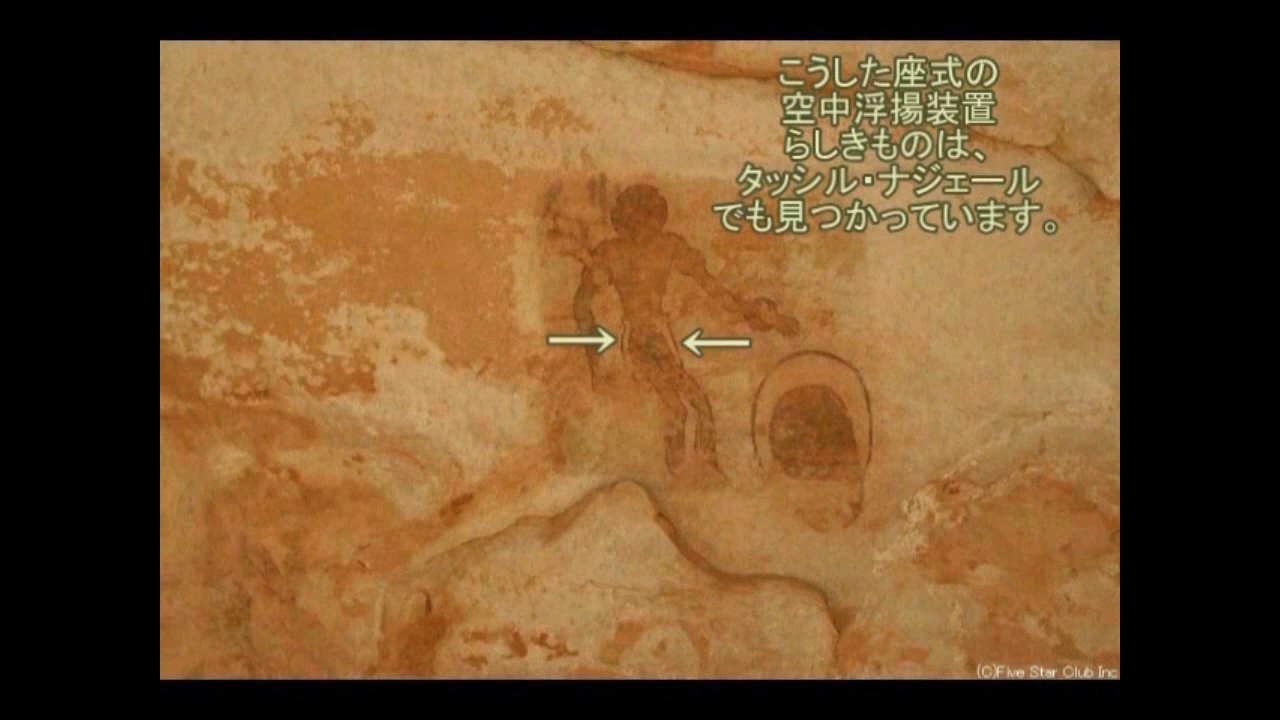 こうした座式の
空中浮揚装置
らしきものは、
タッシル・ナジェール
でも見つかっています。
(C)Five Star Club Inc